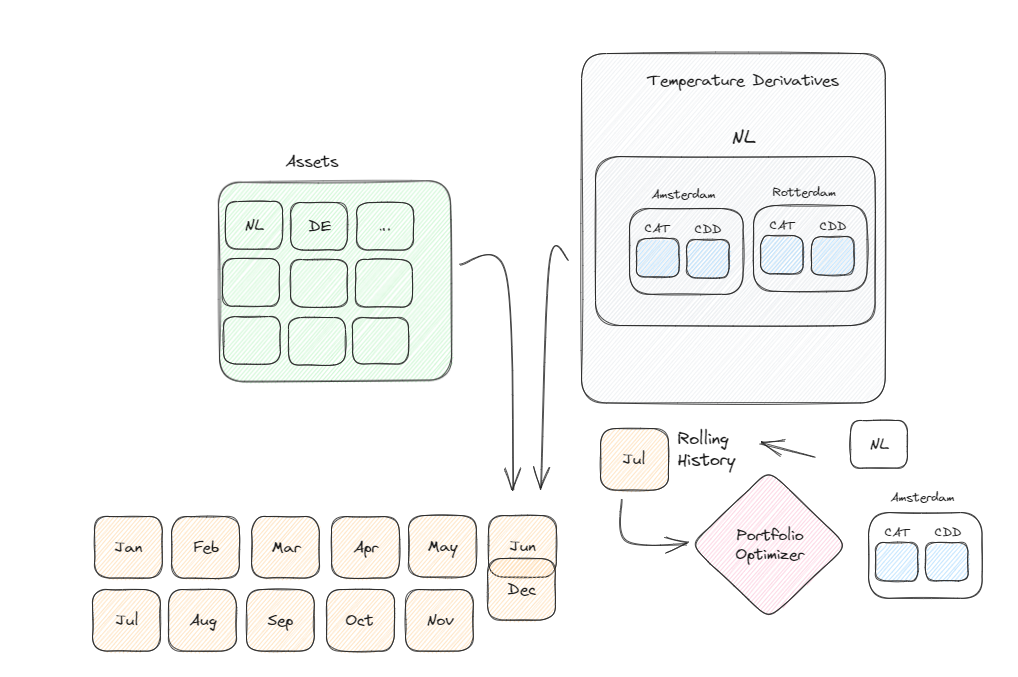 Temperature Derivatives
NL
Assets
Amsterdam
Rotterdam
CAT
CDD
CAT
CDD
NL
DE
...
Jul
Rolling
History
NL
Amsterdam
CAT
CDD
Portfolio
Optimizer
Jan
Feb
Mar
Apr
May
Jun
Dec
Jul
Aug
Sep
Oct
Nov